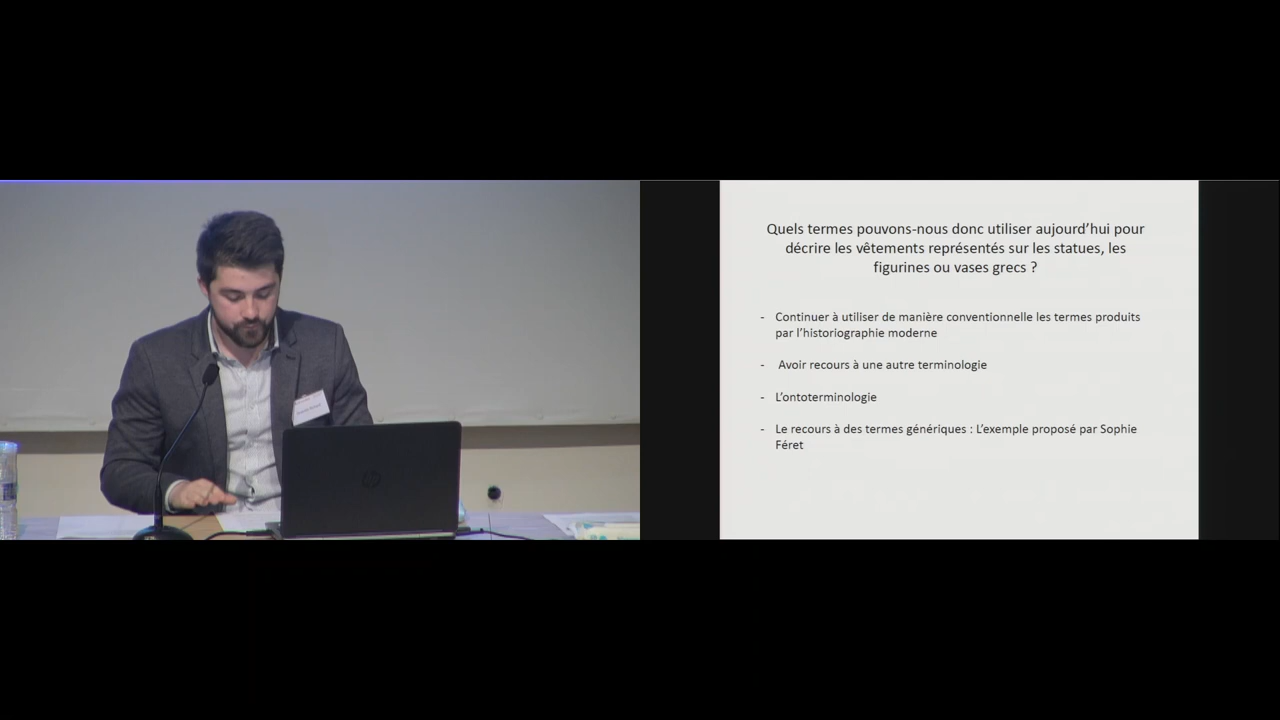 Quels termes pouvons-nous donc utiliser aujourd’hui pour
décrire les vêtements représentés sur les statues, les
figurines ou vases grecs ?
- Continuer à utiliser de manière conventionnelle les termes produits
par l’historiographie moderne
- Avoir recours à une autre terminologie
- L’ontoterminologie
- Le recours à des termes génériques : L’exemple proposé par Sophie
Féret
hp